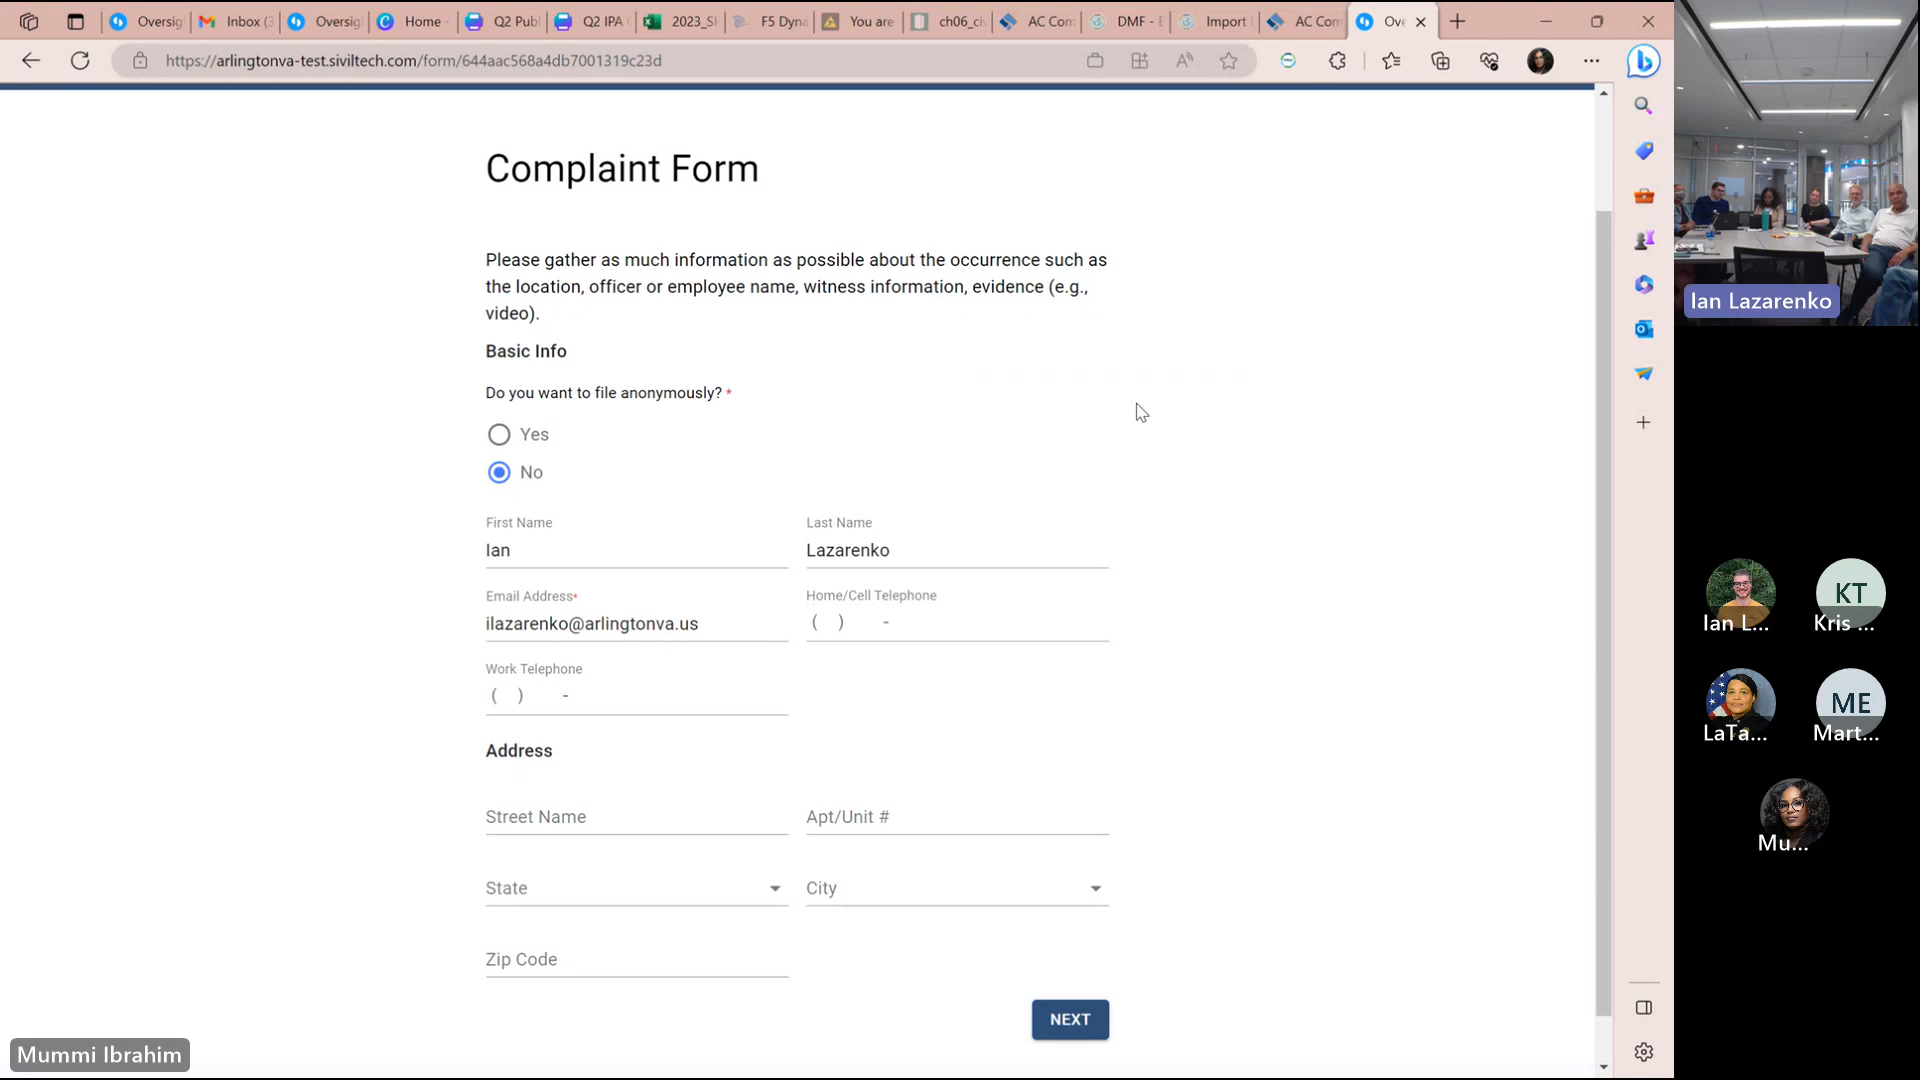 Oversig
Inbox (3
Oversig
Home -
Q2 Publ
Q2 IPA
2023_Sl
F5 Dyna
You are
ch06_civ
AC Com
DMF - E
Import
AC Com
Ove
https://arlingtonva-test.siviltech.com/form/644aac568a4db7001319c23d
Complaint Form
Please gather as much information as possible about the occurrence such as
the location, officer or employee name, witness information, evidence (e.g.,
video).
Basic Info
Do you want to file anonymously? *
Yes
No
First Name
Last Name
Ian
Lazarenko
Email Address*
Home/Cell Telephone
ilazarenko@arlingtonva.us
( ) -
Work Telephone
( ) -
Address
Street Name
Apt/Unit #
State
City
Zip Code
NEXT
Mummi Ibrahim
Ian Lazarenko
KT
Ian L...
Kris ...
ME
LaTa...
Mart...
Mu...